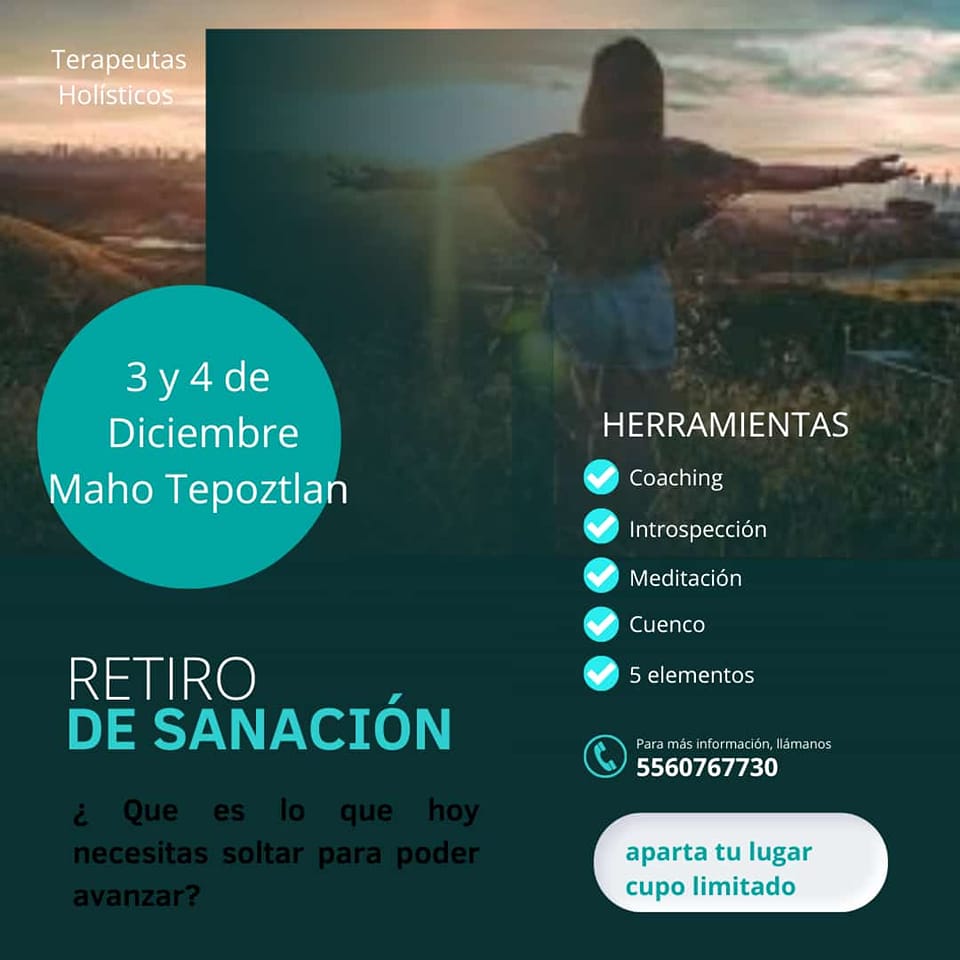 Terapeutas
Holísticos
3 y 4 de
Diciembre
Maho Tepoztlan
RETIRO
DE SANACIÓN
¿ Que es lo que hoy
necesitas soltar para poder
avanzar?
HERRAMIENTAS
Coaching
Introspección
Meditación
Cuenco
5 elementos
Para más información, llámanos
5560767730
aparta tu lugar
cupo limitado